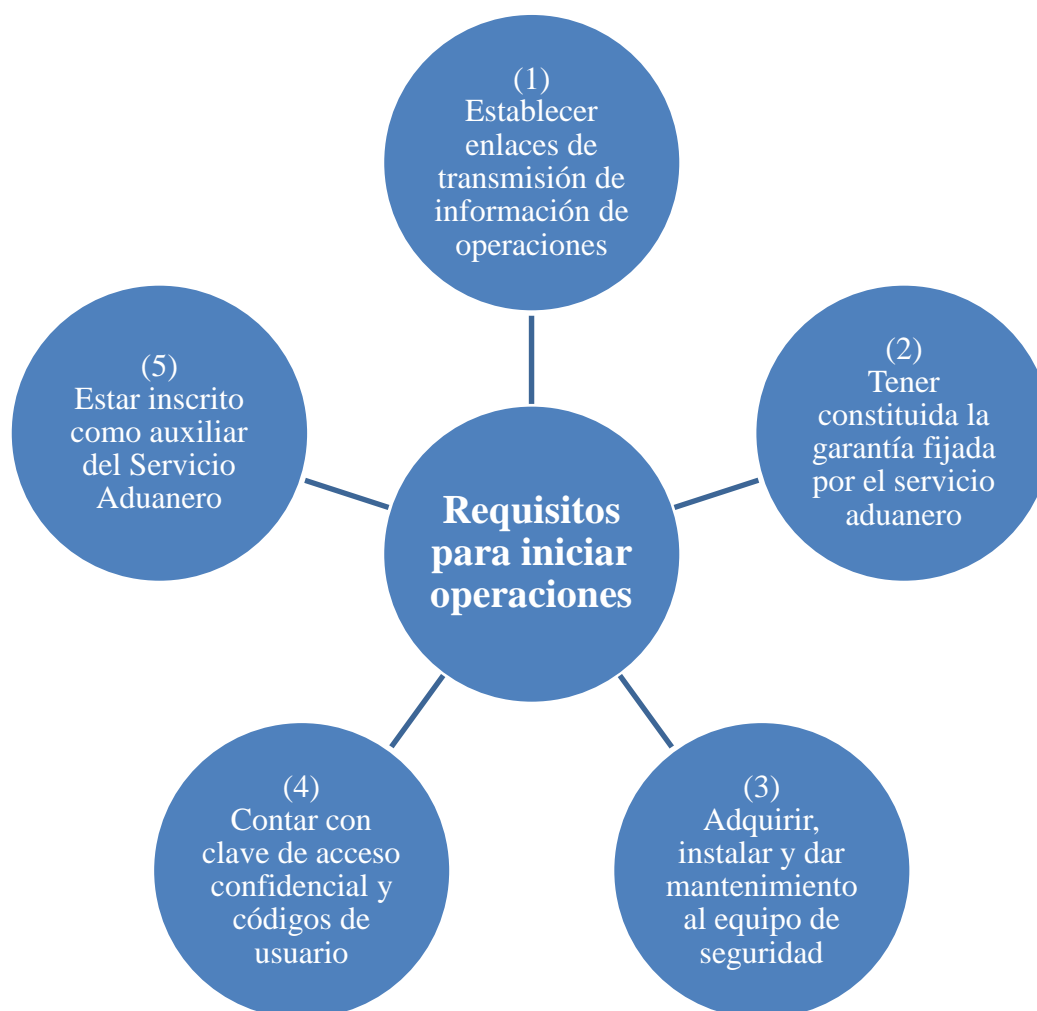 (1)
Establecer
enlaces de
transmisión de
información de
operaciones
(2)
Tener
constituida la
garantía fijada
por el servicio
aduanero
(3)
Adquirir,
instalar y dar
mantenimiento
al equipo de
seguridad
(4)
Contar con
clave de acceso
confidencial y
códigos de
usuario
(5)
Estar inscrito
como auxiliar
del Servicio
Aduanero
Requisitos
para iniciar
operaciones